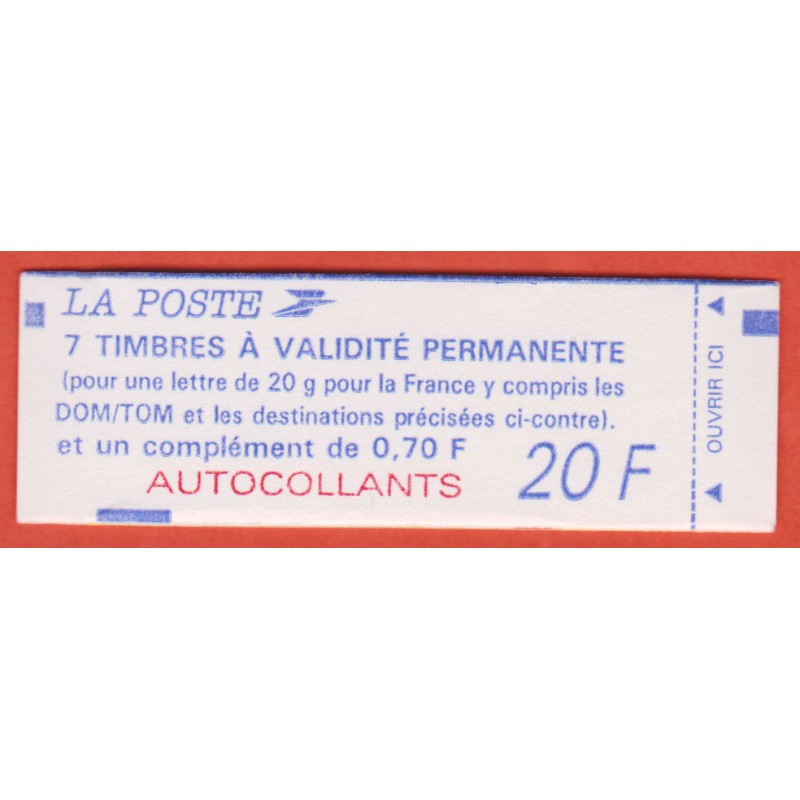 LA POSTE
7 TIMBRES À VALIDITÉ PERMANENTE
(pour une lettre de 20 g pour la France y compris les
DOM/TOM et les destinations précisées ci-contre).
et un complément de 0,70 F
AUTOCOLLANTS
20 F
OUVRIR ICI